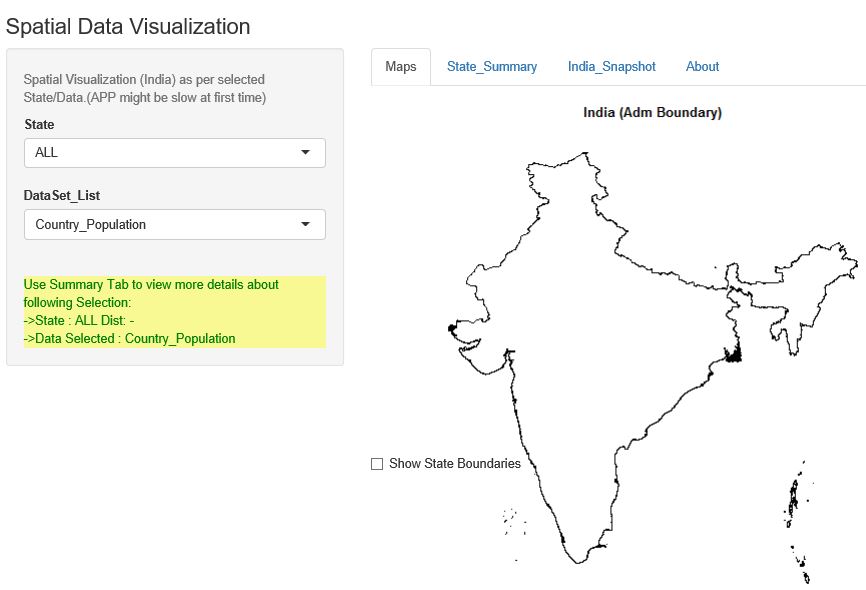 Spatial Data Visualization
Spatial Visualization (India) as per selected
State/Data.(APP might be slow at first time)
State
ALL
DataSet_List
Country_Population
Use Summary Tab to view more details about
following Selection:
->State : ALL Dist: -
->Data Selected : Country_Population
Maps State_Summary India_Snapshot About
India (Adm Boundary)
Show State Boundaries